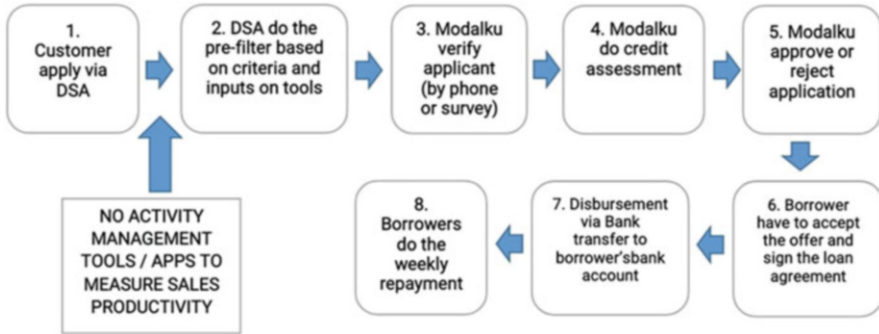 1.
Customer
apply via
DSA
2. DSA do the
pre-filter based
on criteria and
inputs on tools
3. Modalku
verify
applicant
(by phone
or survey)
4. Modalku
do credit
assessment
5. Modalku
approve or
reject
application
6. Borrower
have to accept
the offer and
sign the loan
agreement
7. Disbursement
via Bank
transfer to
borrower'sbank
account
8.
Borrowers
do the
weekly
repayment
NO ACTIVITY
MANAGEMENT
TOOLS / APPS TO
MEASURE SALES
PRODUCTIVITY